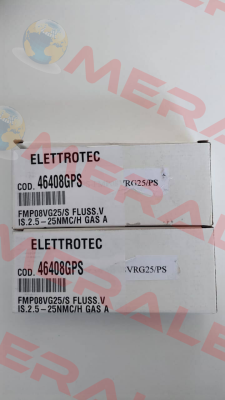 ELETTROTEC
COD. 46408GPS
VRG25/PS
FMP08VG25/S FLUSS.V
IS.2.5-25NMC/H GAS A
ELETTROTEC
COD. 46408GPS
VRG25/PS
FMP08VG25/S FLUSS.V
IS.2.5-25NMC/H GAS A